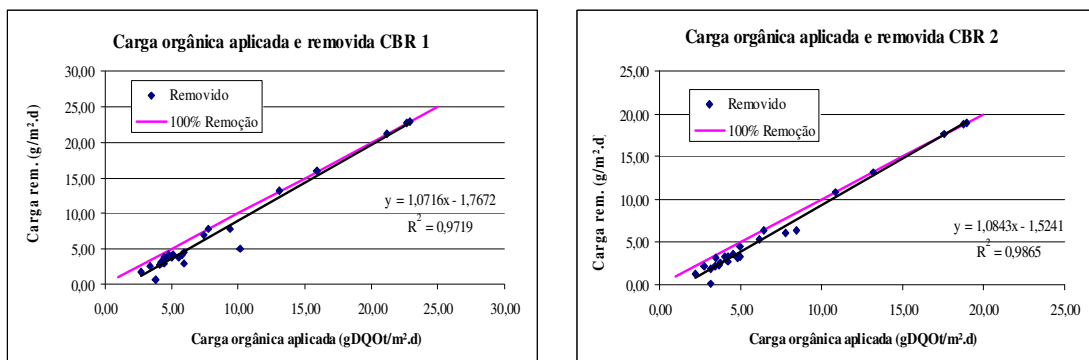 Carga orgânica aplicada e removida CBR 1
30,00
25,00
20,00
15,00
10,00
5,00
0,00
Carga rem. (g/m².d)
Removido
100% Remoção
y = 1,0716x - 1,7672
R² = 0,9719
0,00 5,00 10,00 15,00 20,00 25,00 30,00
Carga orgânica aplicada (gDQOt/m².d)
Carga orgânica aplicada e removida CBR 2
25,00
20,00
15,00
10,00
5,00
0,00
Carga rem. (g/m².d)
Removido
100% Remoção
y = 1,0843x - 1,5241
R² = 0,9865
0,00 5,00 10,00 15,00 20,00 25,00
Carga orgânica aplicada (gDQOt/m².d)